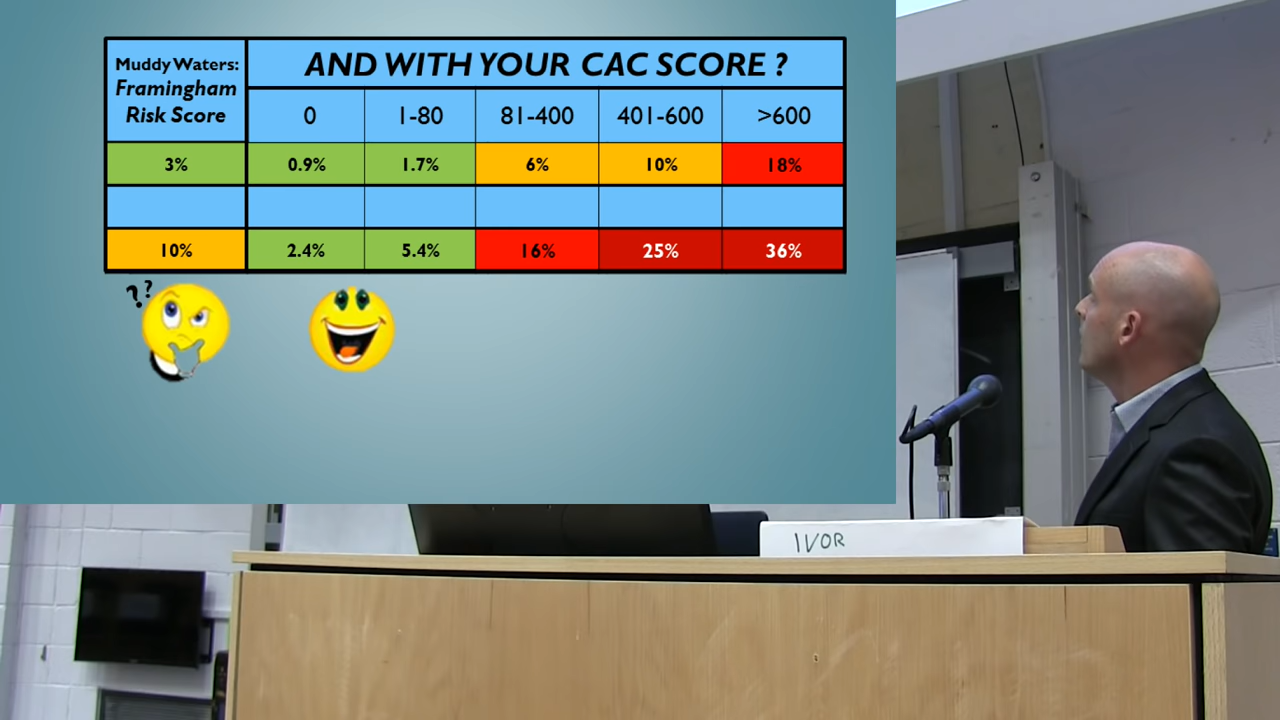 Muddy Waters:
Framingham
Risk Score
AND WITH YOUR CAC SCORE ?
0 1-80 81-400 401-600 >600
3% 0.9% 1.7% 6% 10% 18%
10% 2.4% 5.4% 16% 25% 36%
? ?
IVOR